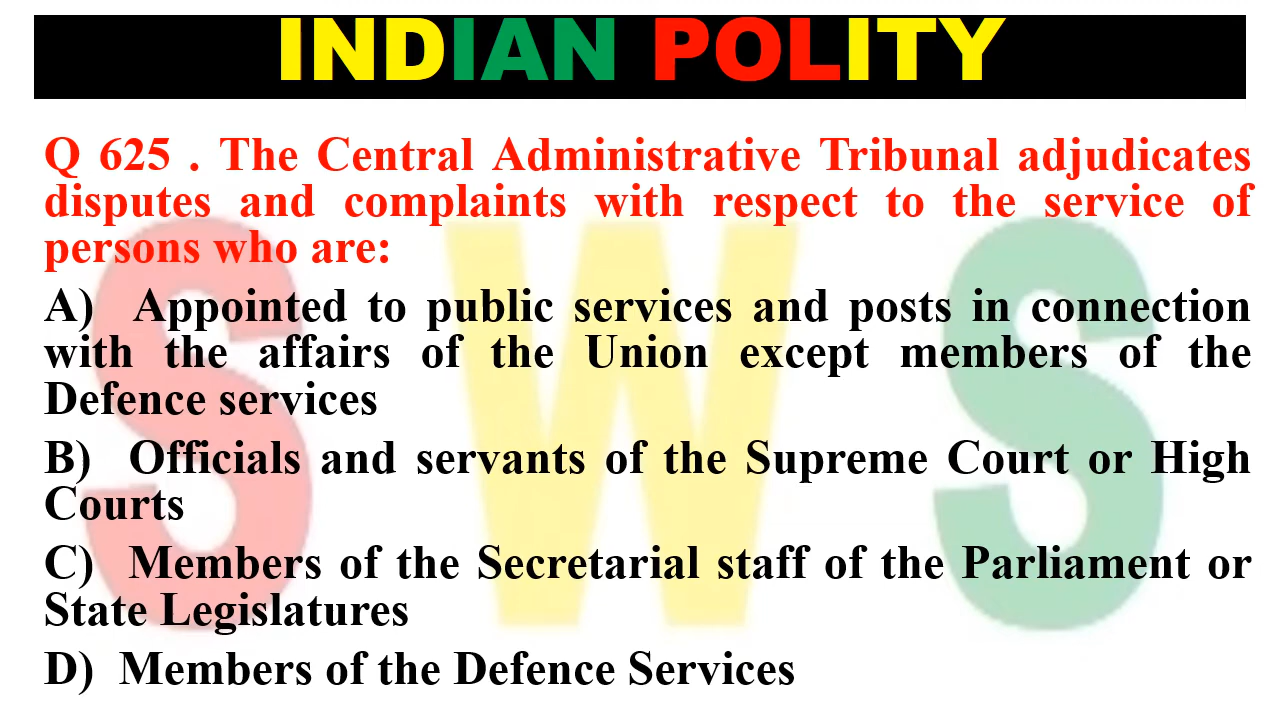 INDIAN POLITY
Q 625 . The Central Administrative Tribunal adjudicates
disputes and complaints with respect to the service of
persons who are:
A) Appointed to public services and posts in connection
with the affairs of the Union except members of the
Defence services
B) Officials and servants of the Supreme Court or High
Courts
C) Members of the Secretarial staff of the Parliament or
State Legislatures
D) Members of the Defence Services
S W S